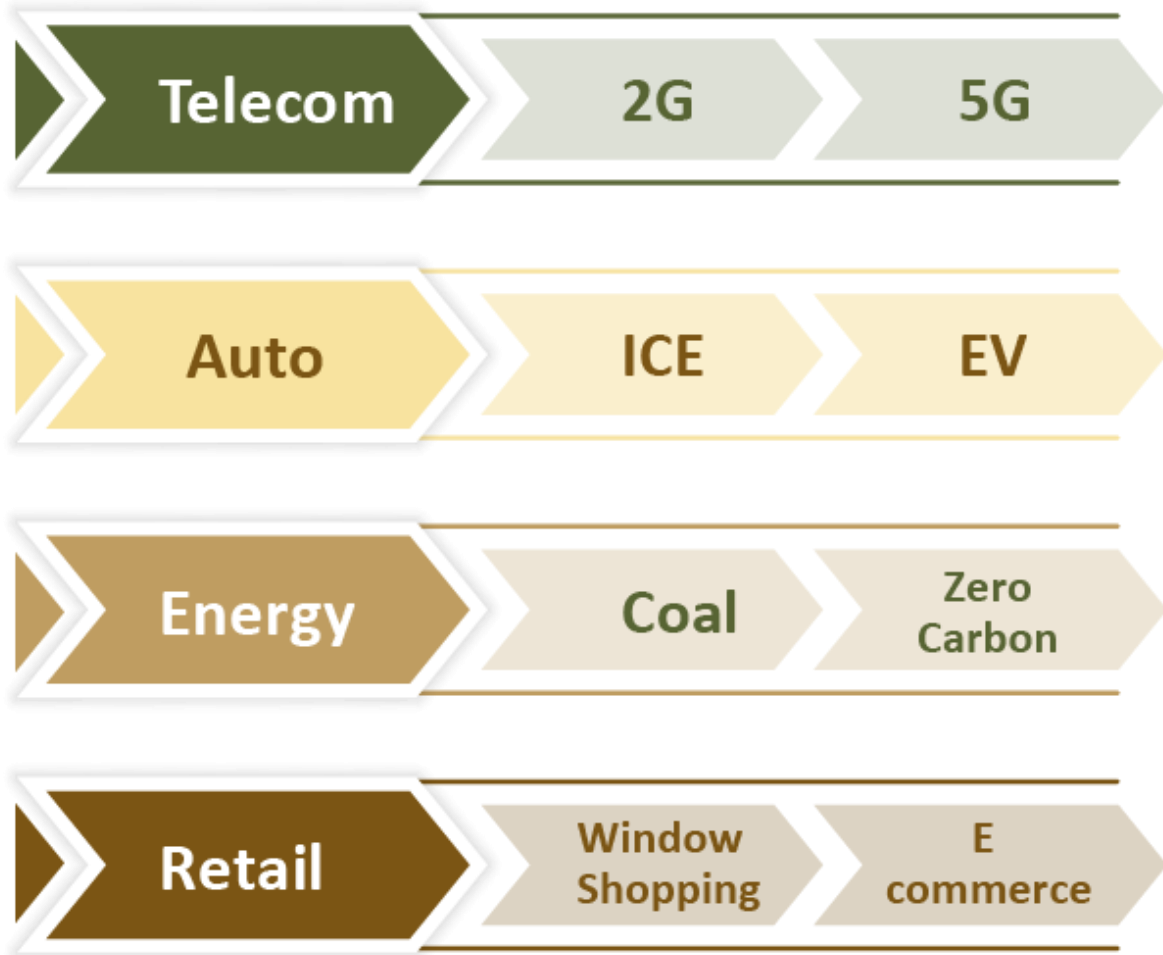 Telecom
2G
5G
Auto
ICE
EV
Energy
Coal
Zero
Carbon
Retail
Window
Shopping
E
commerce